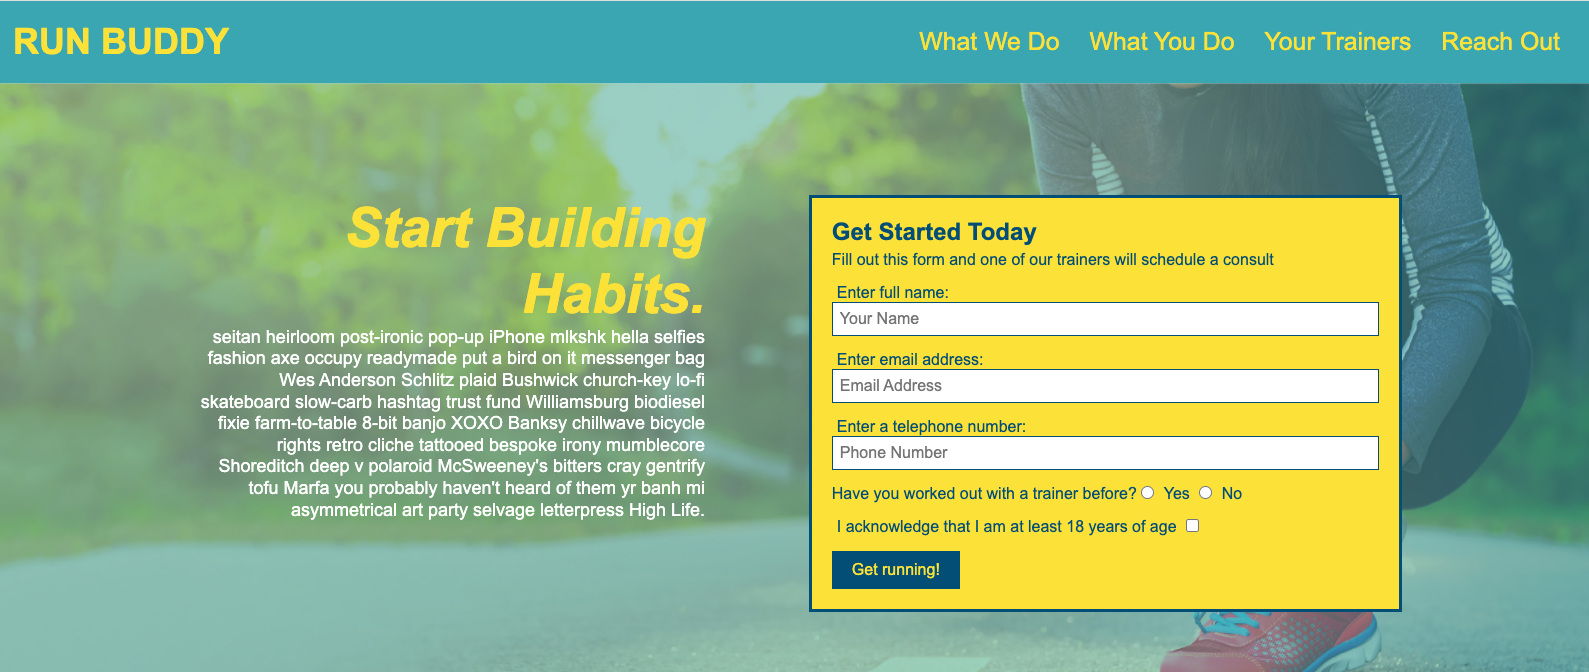 RUN BUDDY
What We Do What You Do Your Trainers Reach Out
Start Building
Habits.
seitan heirloom post-ironic pop-up iPhone mlkshk hella selfies
fashion axe occupy readymade put a bird on it messenger bag
Wes Anderson Schlitz plaid Bushwick church-key lo-fi
skateboard slow-carb hashtag trust fund Williamsburg biodiesel
fixie farm-to-table 8-bit banjo XOXO Banksy chillwave bicycle
rights retro cliche tattooed bespoke irony mumblecore
Shoreditch deep v polaroid McSweeney's bitters cray gentrify
tofu Marfa you probably haven't heard of them yr banh mi
asymmetrical art party selvage letterpress High Life.
Get Started Today
Fill out this form and one of our trainers will schedule a consult
Enter full name:
Your Name
Enter email address:
Email Address
Enter a telephone number:
Phone Number
Have you worked out with a trainer before? Yes No
I acknowledge that I am at least 18 years of age
Get running!